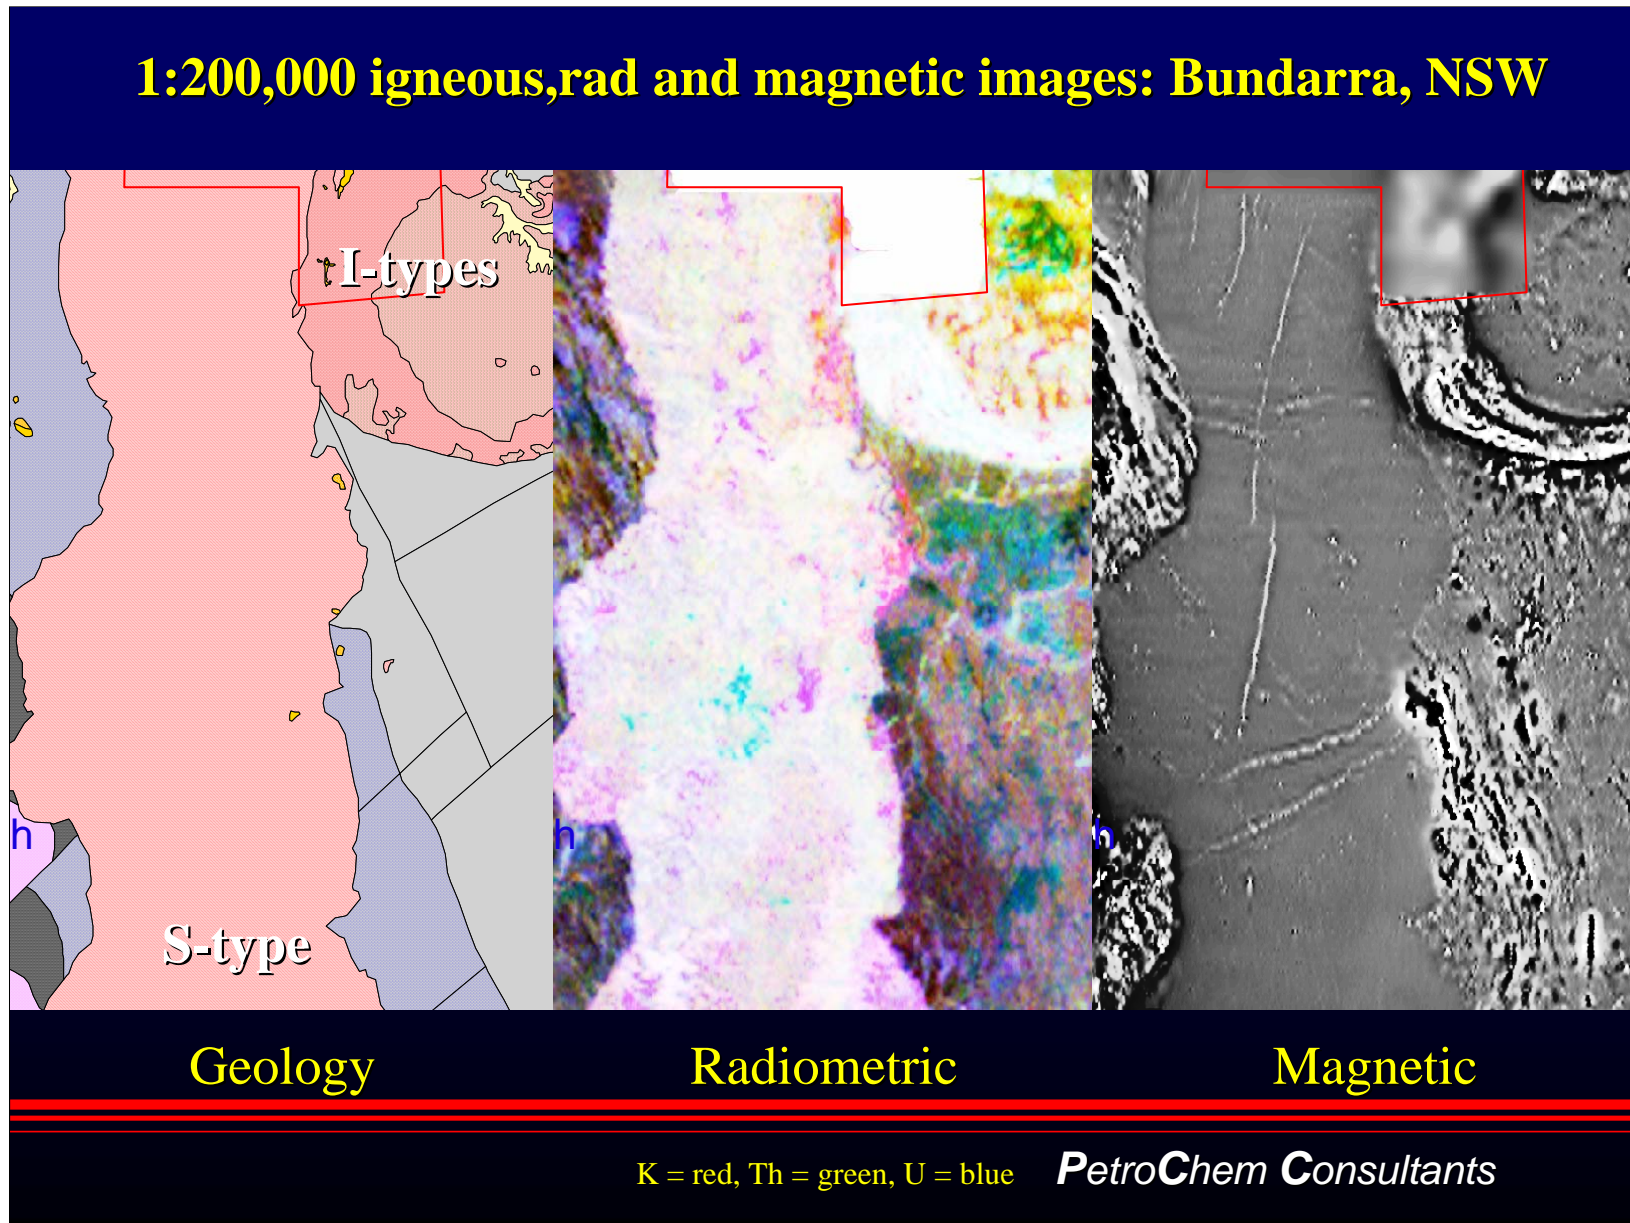 1:200,000 igneous,rad and magnetic images: Bundarra, NSW
I-types
h
h
h
S-type
Geology
Radiometric
Magnetic
K = red, Th = green, U = blue
PetroChem Consultants